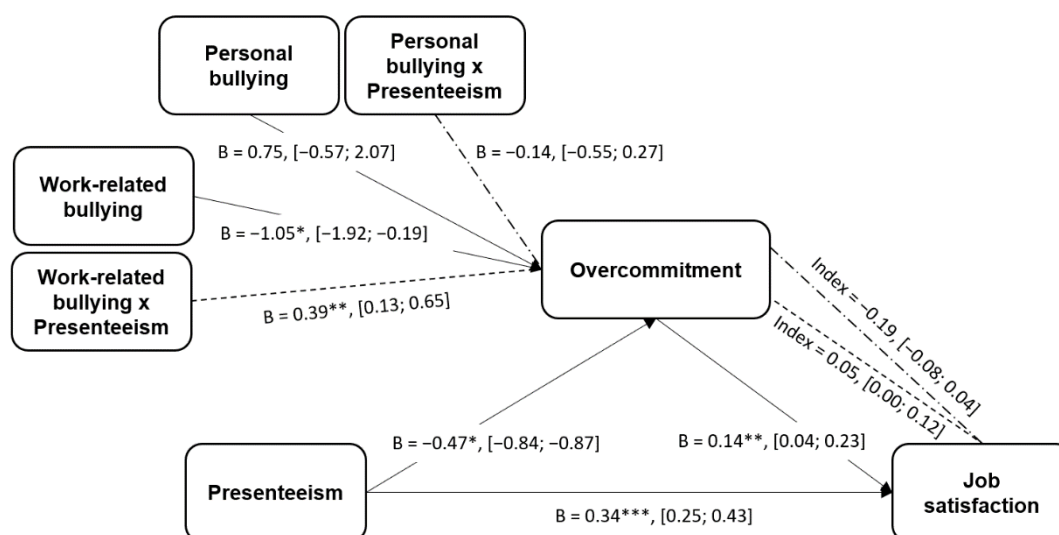 Personal
bullying
Personal
bullying x
Presenteeism
B = 0.75, [−0.57; 2.07]
B = −0.14, [−0.55; 0.27]
Work-related
bullying
B = −1.05*, [−1.92; −0.19]
Overcommitment
Work-related
bullying x
Presenteeism
B = 0.39**, [0.13; 0.65]
Index = −0.19, [−0.08; 0.04]
Index = 0.05, [0.00; 0.12]
B = −0.47*, [−0.84; −0.87]
B = 0.14**, [0.04; 0.23]
Presenteeism
B = 0.34***, [0.25; 0.43]
Job
satisfaction